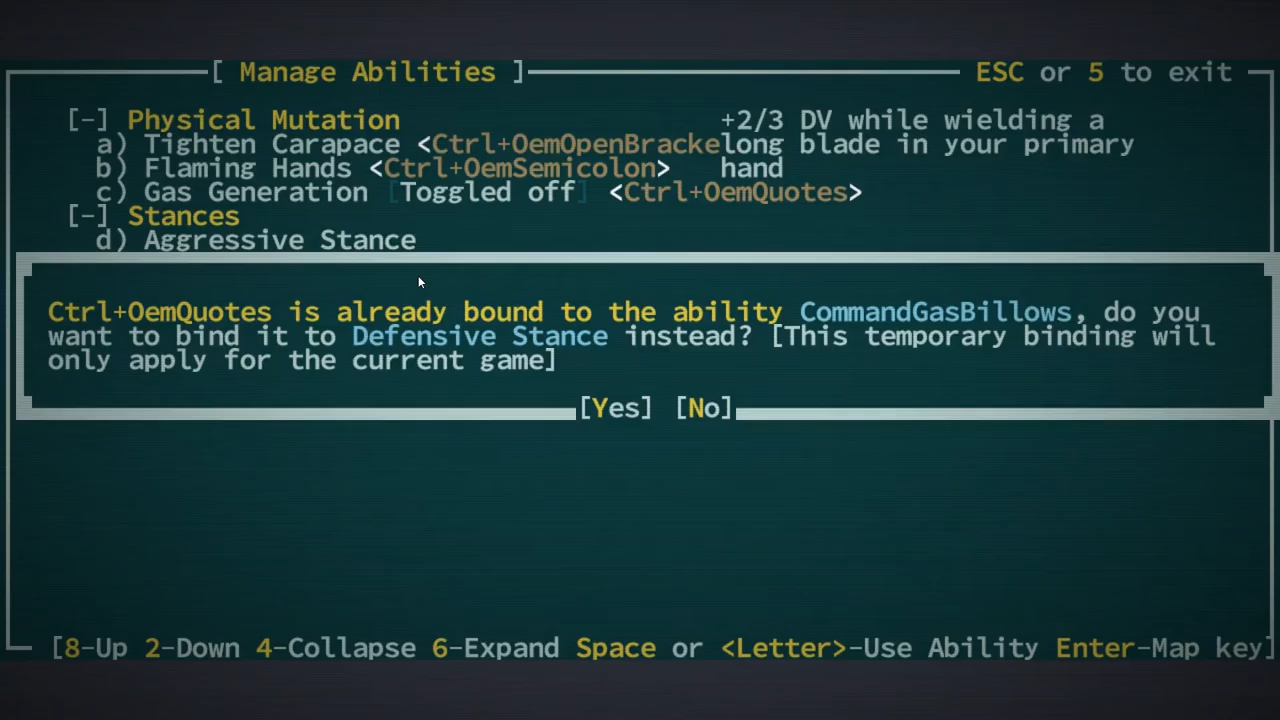 [ Manage Abilities ] ESC or 5 to exit
[-] Physical Mutation +2/3 DV while wielding a
a) Tighten Carapace <Ctrl+OemOpenBrackelong blade in your primary
b) Flaming Hands <Ctrl+OemSemicolon> hand
c) Gas Generation [Toggled off] <Ctrl+OemQuotes>
[-] Stances
d) Aggressive Stance
Ctrl+OemQuotes is already bound to the ability CommandGasBillows, do you
want to bind it to Defensive Stance instead? [This temporary binding will
only apply for the current game]
[Yes] [No]
[8-Up 2-Down 4-Collapse 6-Expand Space or <Letter>-Use Ability Enter-Map key]